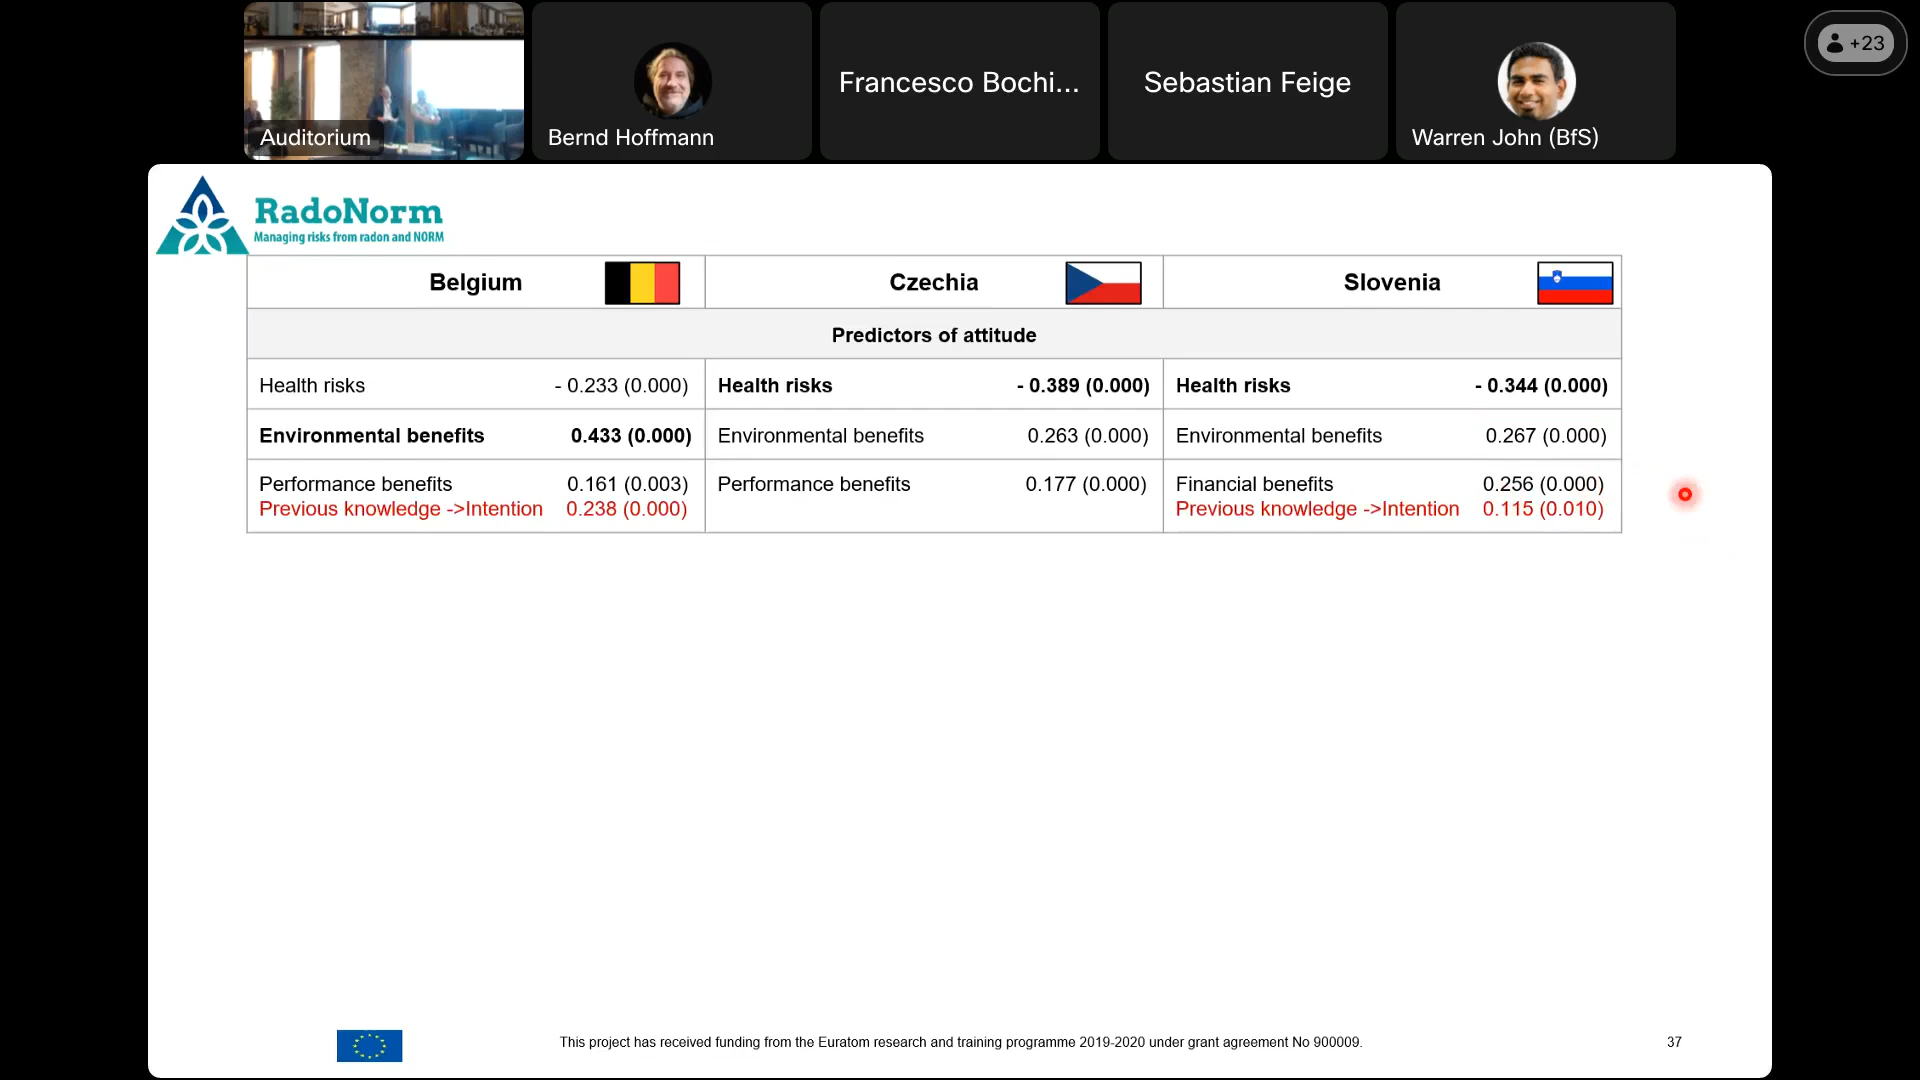 Auditorium
Bernd Hoffmann
Francesco Bochi...
Sebastian Feige
Warren John (BfS)
+23
RadoNorm
Managing risks from radon and NORM
Belgium Czechia Slovenia
Predictors of attitude
Health risks - 0.233 (0.000) Health risks - 0.389 (0.000) Health risks - 0.344 (0.000)
Environmental benefits 0.433 (0.000) Environmental benefits 0.263 (0.000) Environmental benefits 0.267 (0.000)
Performance benefits 0.161 (0.003) Performance benefits 0.177 (0.000) Financial benefits 0.256 (0.000)
Previous knowledge ->Intention 0.238 (0.000) Previous knowledge ->Intention 0.115 (0.010)
This project has received funding from the Euratom research and training programme 2019-2020 under grant agreement No 900009.
37